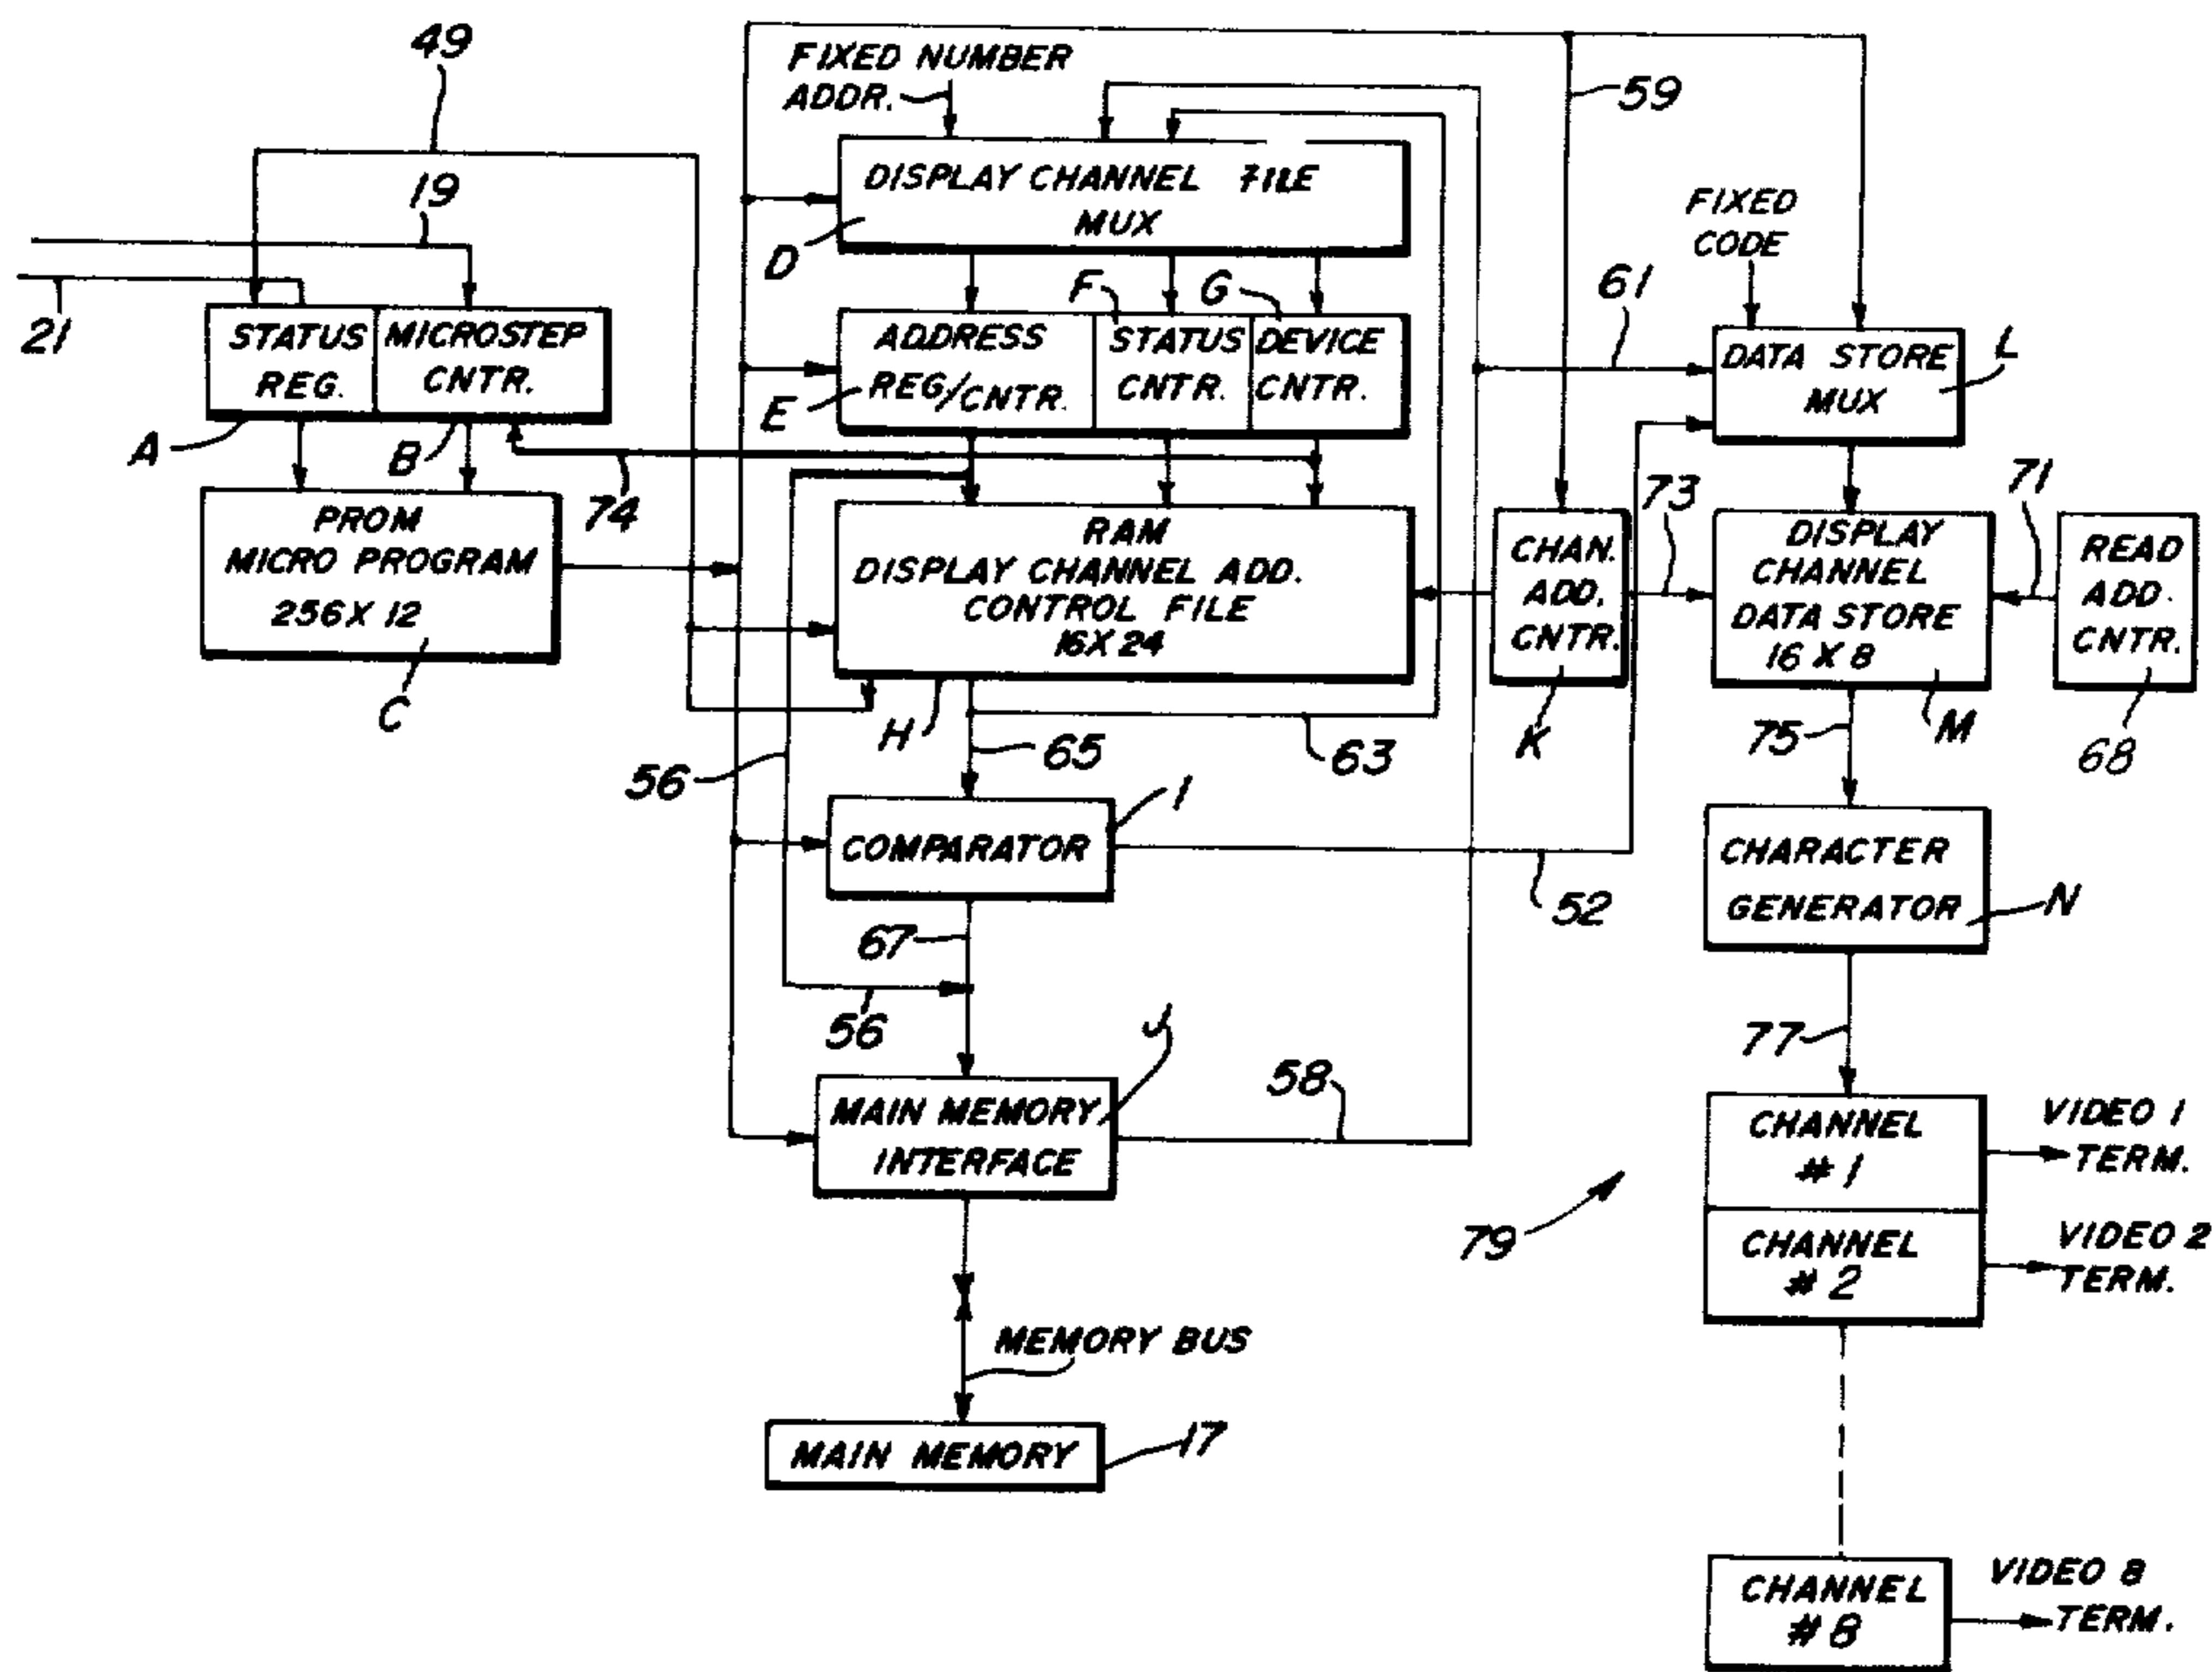 49
FIXED NUMBER
ADDR.
59
19
DISPLAY CHANNEL FILE
MUX
D
FIXED
CODE
21
F
G
61
STATUS
REG.
MICROSTEP
CNTR.
ADDRESS
REG/CNTR.
STATUS
CNTR.
DEVICE
CNTR.
DATA STORE
MUX
L
A
B
E
74
73
71
PROM
MICRO PROGRAM
256 X 12
C
RAM
DISPLAY CHANNEL ADD.
CONTROL FILE
16 X 24
H
CHAN.
ADD.
CNTR.
K
DISPLAY
CHANNEL
DATA STORE
16 X 8
M
READ
ADD.
CNTR.
68
56
65
63
75
1
COMPARATOR
52
CHARACTER
GENERATOR
N
67
56
J
77
58
MAIN MEMORY
INTERFACE
CHANNEL
# 1
VIDEO 1
TERM.
79
CHANNEL
# 2
VIDEO 2
TERM.
MEMORY BUS
MAIN MEMORY
17
CHANNEL
# 8
VIDEO 8
TERM.